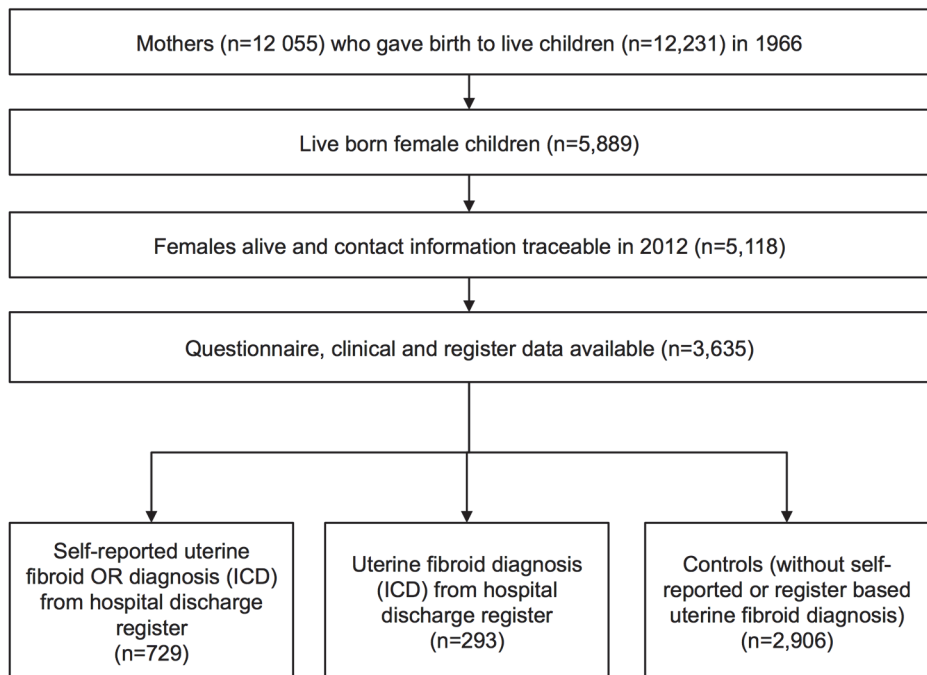 Mothers (n=12 055) who gave birth to live children (n=12,231) in 1966
Live born female children (n=5,889)
Females alive and contact information traceable in 2012 (n=5,118)
Questionnaire, clinical and register data available (n=3,635)
Self-reported uterine
fibroid OR diagnosis (ICD)
from hospital discharge
register
(n=729)
Uterine fibroid diagnosis
(ICD) from hospital
discharge register
(n=293)
Controls (without self-
reported or register based
uterine fibroid diagnosis)
(n=2,906)